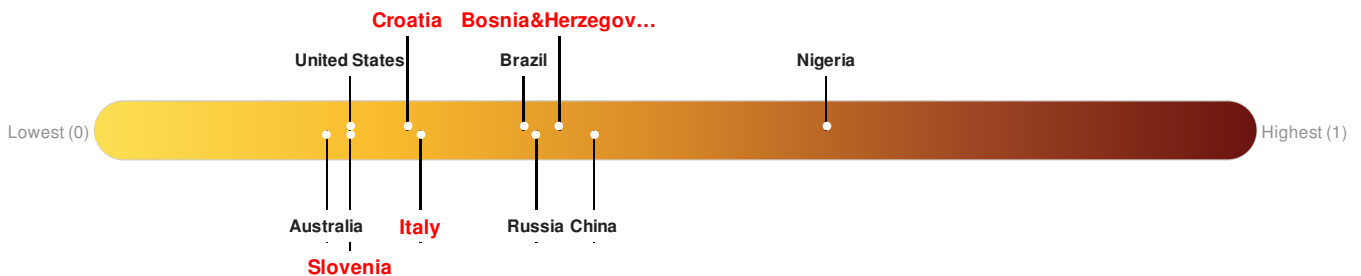 Croatia
Bosnia&Herzegov…
United States
Brazil
Nigeria
Lowest (0)
Highest (1)
Australia
Italy
Russia
China
Slovenia